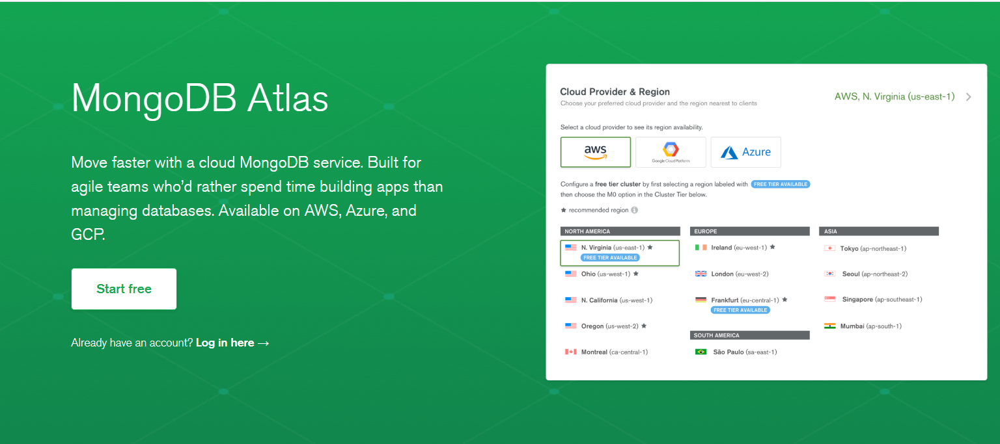 MongoDB Atlas
Move faster with a cloud MongoDB service. Built for
agile teams who'd rather spend time building apps than
managing databases. Available on AWS, Azure, and
GCP.
Start free
Already have an account? Log in here →
Cloud Provider & Region
Choose your preferred cloud provider and the region nearest to clients
AWS, N. Virginia (us-east-1)
Select a cloud provider to see its region availability.
aws
Google Cloud Platform
Azure
Configure a free tier cluster by first selecting a region labeled with FREE TIER AVAILABLE
then choose the M0 option in the Cluster Tier below.
★ recommended region
NORTH AMERICA
N. Virginia (us-east-1) ★
FREE TIER AVAILABLE
Ohio (us-west-1) ★
N. California (us-west-1)
Oregon (us-west-2) ★
Montreal (ca-central-1)
EUROPE
Ireland (eu-west-1) ★
London (eu-west-2)
Frankfurt (eu-central-1) ★
FREE TIER AVAILABLE
SOUTH AMERICA
São Paulo (sa-east-1)
ASIA
Tokyo (ap-northeast-1)
Seoul (ap-northeast-2)
Singapore (ap-southeast-1)
Mumbai (ap-south-1)